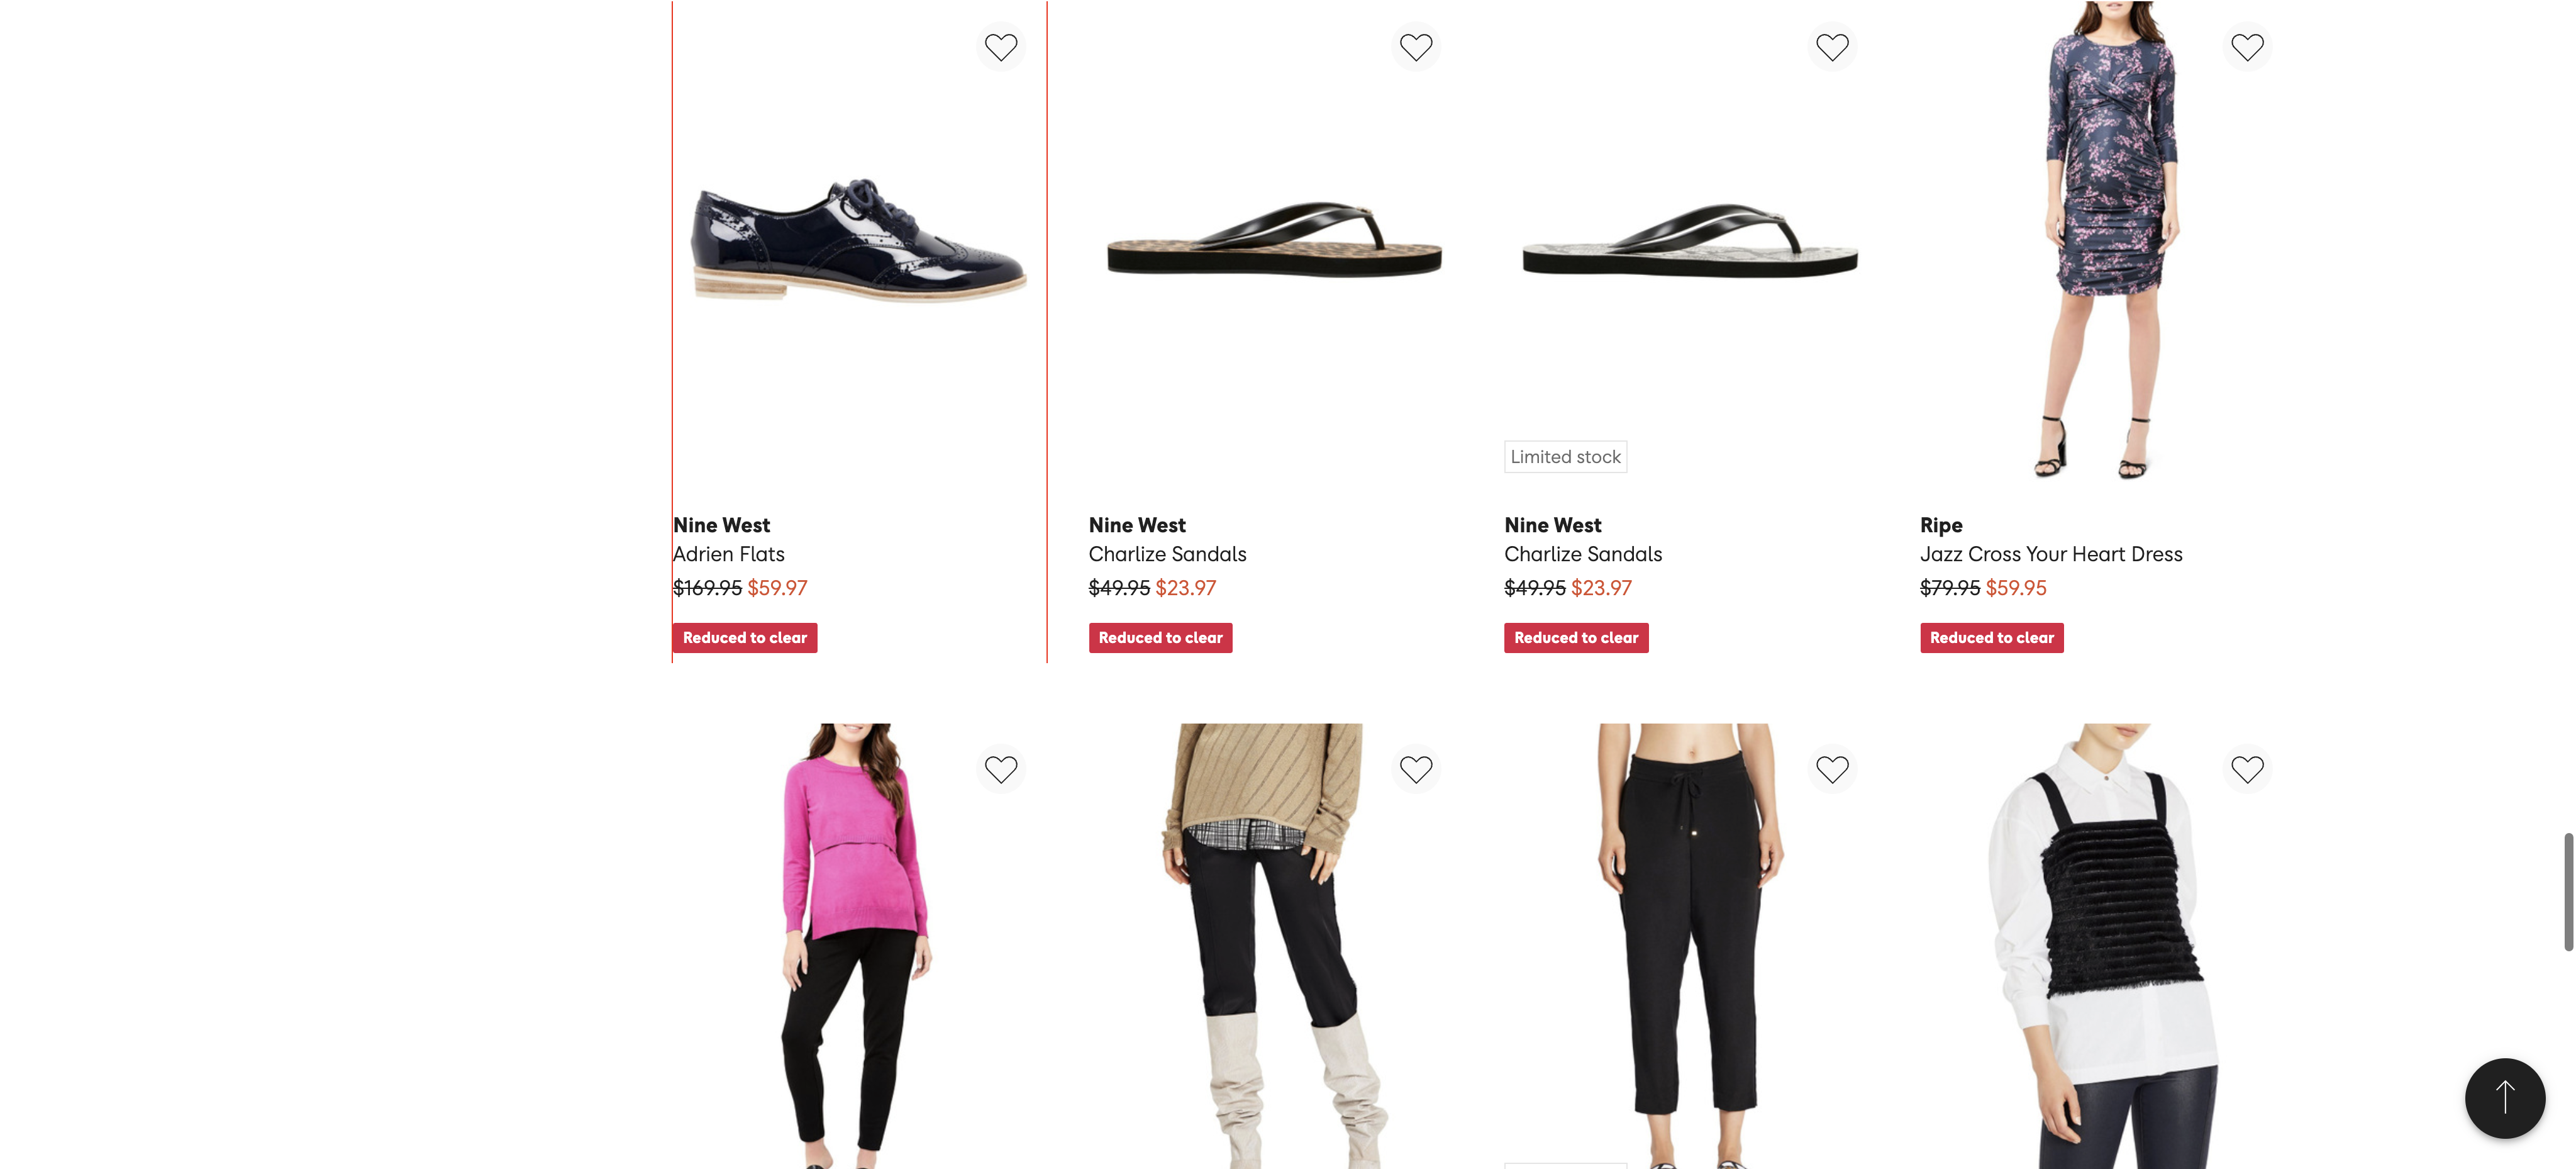 Limited stock
Nine West
Adrien Flats
$169.95 $59.97
Reduced to clear
Nine West
Charlize Sandals
$49.95 $23.97
Reduced to clear
Nine West
Charlize Sandals
$49.95 $23.97
Reduced to clear
Ripe
Jazz Cross Your Heart Dress
$79.95 $59.95
Reduced to clear